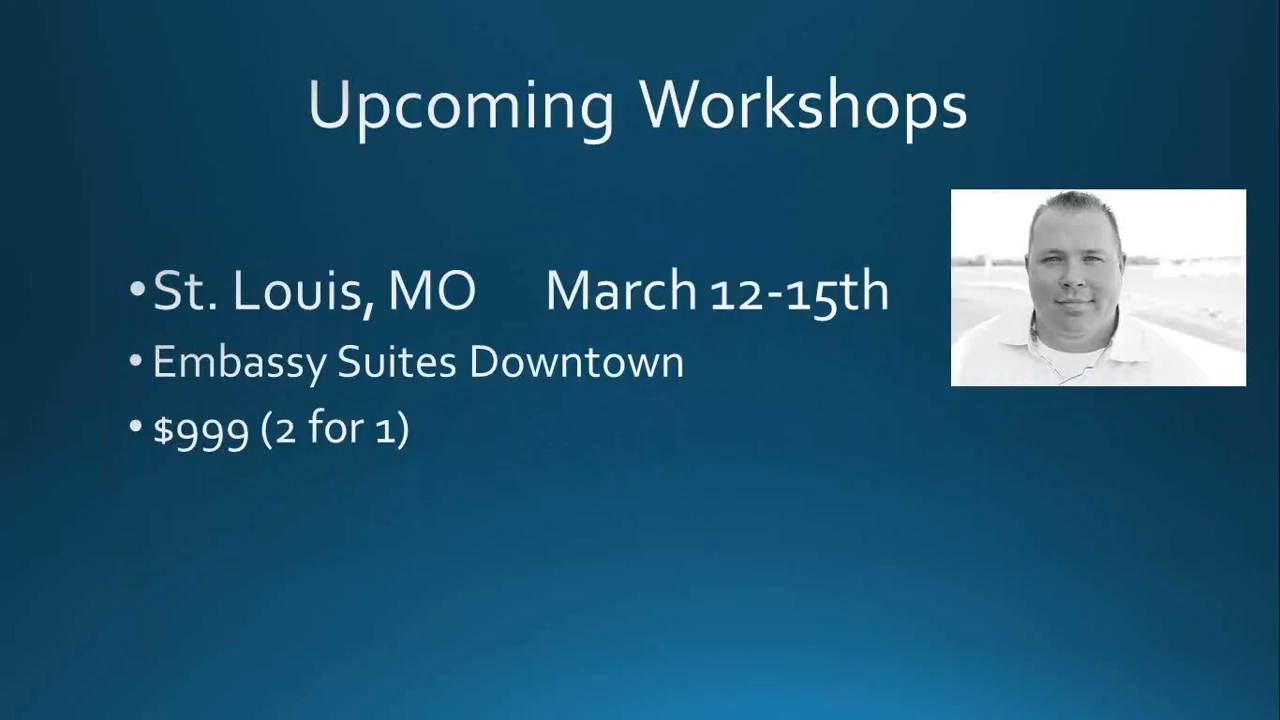 Upcoming Workshops
•St. Louis, MO March 12-15th
• Embassy Suites Downtown
• $999 (2 for 1)